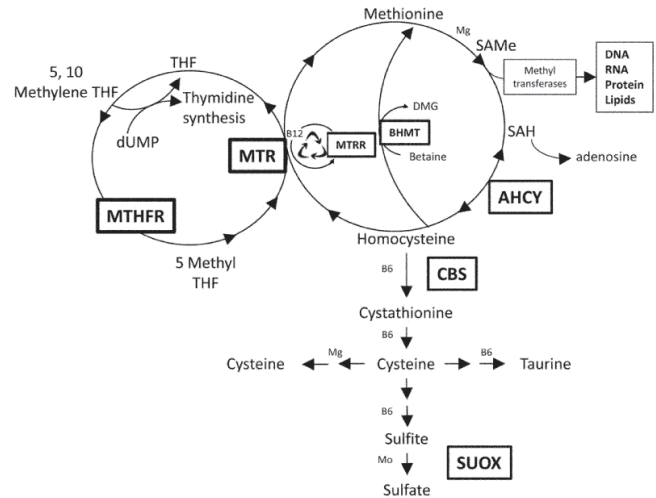 Methionine
Mg
SAMe
Methyl
transferases
DNA
RNA
Protein
Lipids
5, 10
Methylene THF
THF
Thymidine
synthesis
dUMP
MTR
B12
MTRR
BHMT
DMG
Betaine
SAH
adenosine
AHCY
MTHFR
5 Methyl
THF
Homocysteine
B6
CBS
Cystathionine
B6
Cysteine
Mg
Cysteine
B6
Taurine
B6
Sulfite
Mo
SUOX
Sulfate